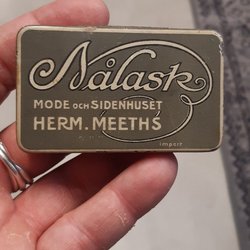 Nålask
MODE OCH SIDENHUSET
HERM. MEETHS
import